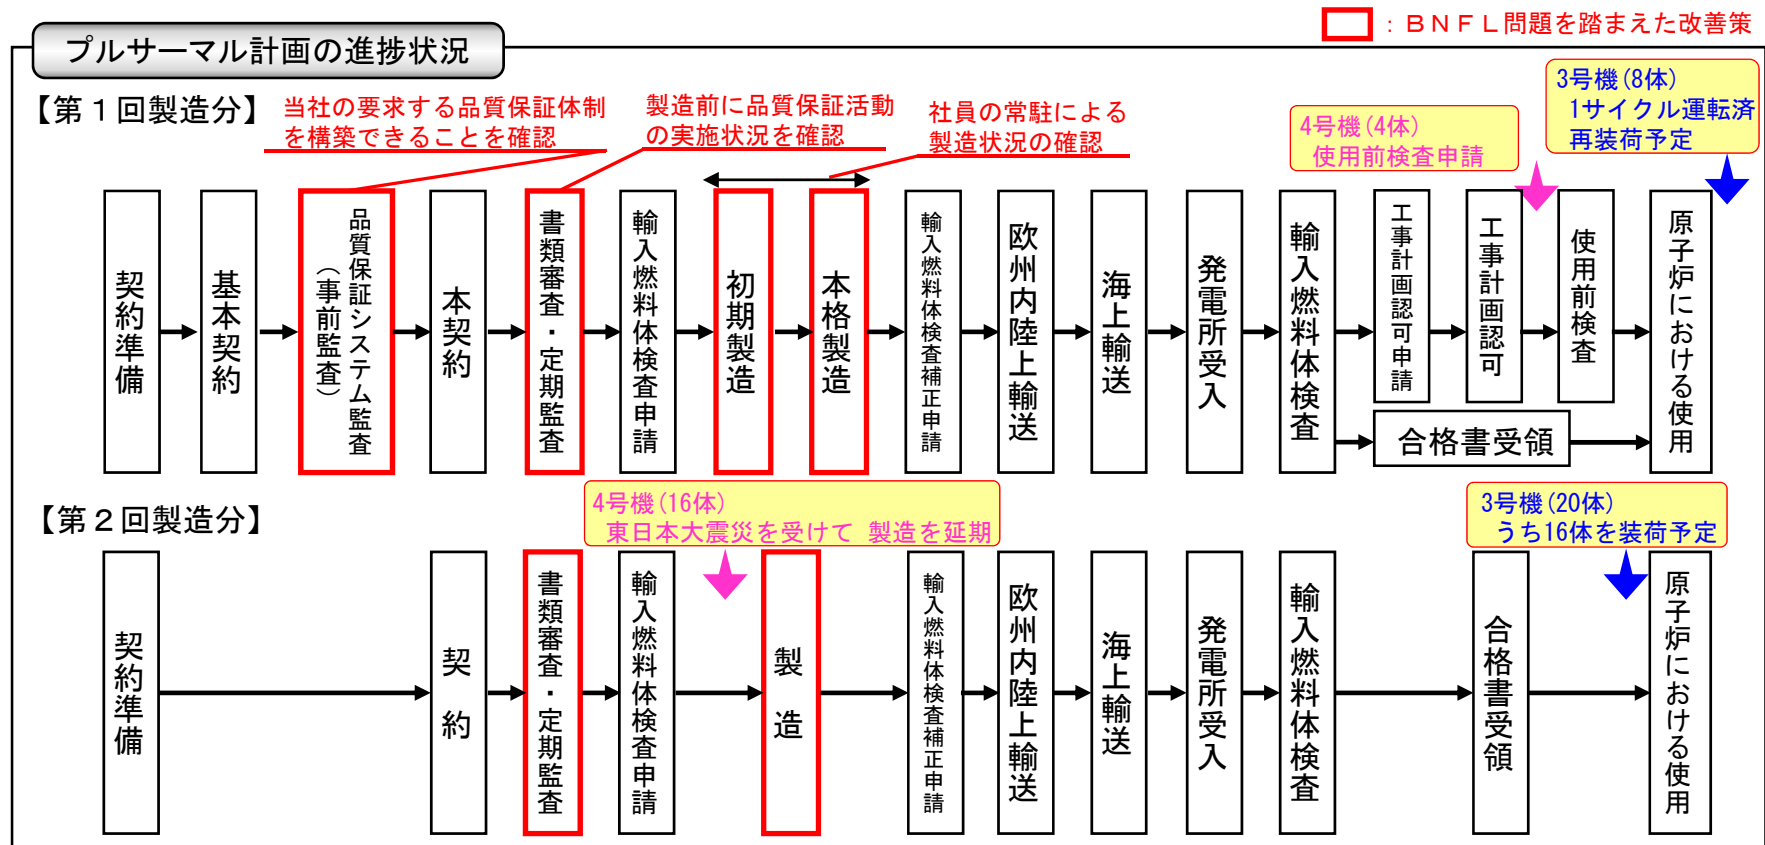 ：ＢＮＦＬ問題を踏まえた改善策
プルサーマル計画の進捗状況
【第１回製造分】
当社の要求する品質保証体制
を構築できることを確認
製造前に品質保証活動
の実施状況を確認
社員の常駐による
製造状況の確認
4号機(4体)
使用前検査申請
3号機(8体)
1サイクル運転済
再装荷予定
契約準備
基本契約
品質保証システム監査
（事前監査）
本契約
書類審査・定期監査
輸入燃料体検査申請
初期製造
本格製造
輸入燃料体検査補正申請
欧州内陸上輸送
海上輸送
発電所受入
輸入燃料体検査
工事計画認可申請
工事計画認可
使用前検査
合格書受領
原子炉における使用
【第２回製造分】
4号機(16体)
東日本大震災を受けて 製造を延期
3号機(20体)
うち16体を装荷予定
契約準備
契約
書類審査・定期監査
輸入燃料体検査申請
製造
輸入燃料体検査補正申請
欧州内陸上輸送
海上輸送
発電所受入
輸入燃料体検査
合格書受領
原子炉における使用